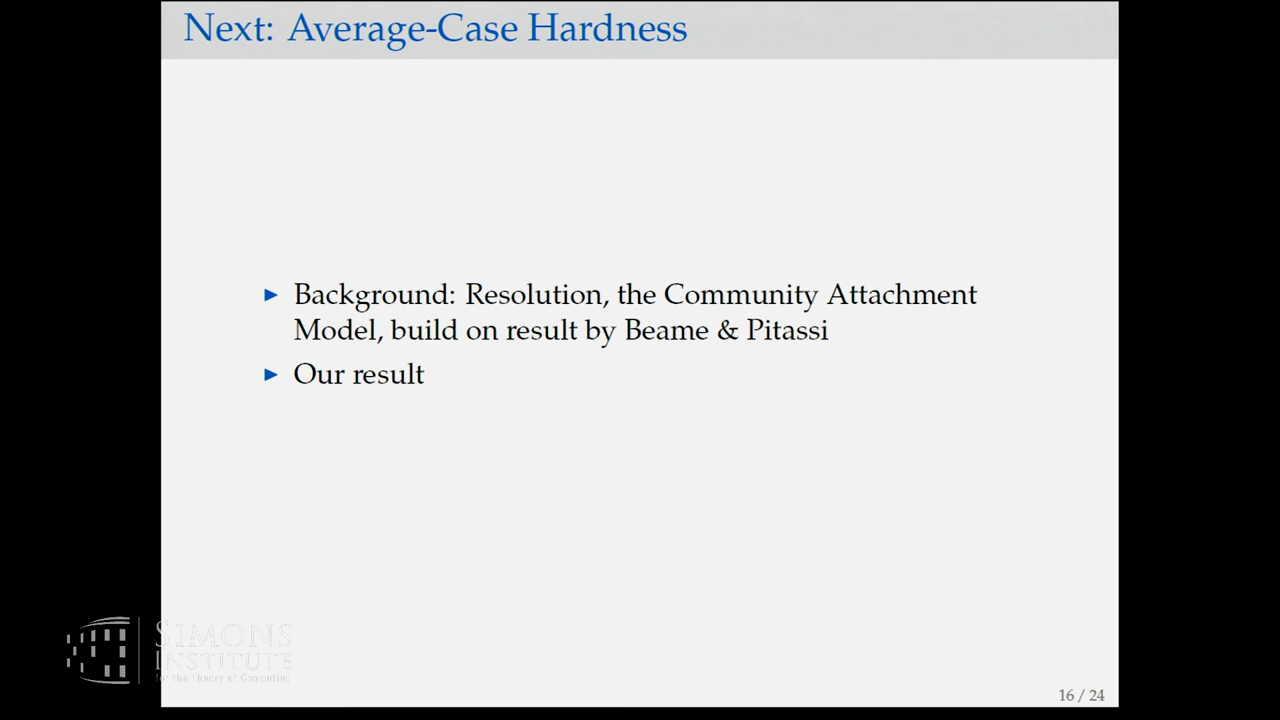 Next: Average-Case Hardness
▶ Background: Resolution, the Community Attachment
Model, build on result by Beame & Pitassi
▶ Our result
SIMONS
INSTITUTE
for the Theory of Computing
16 / 24